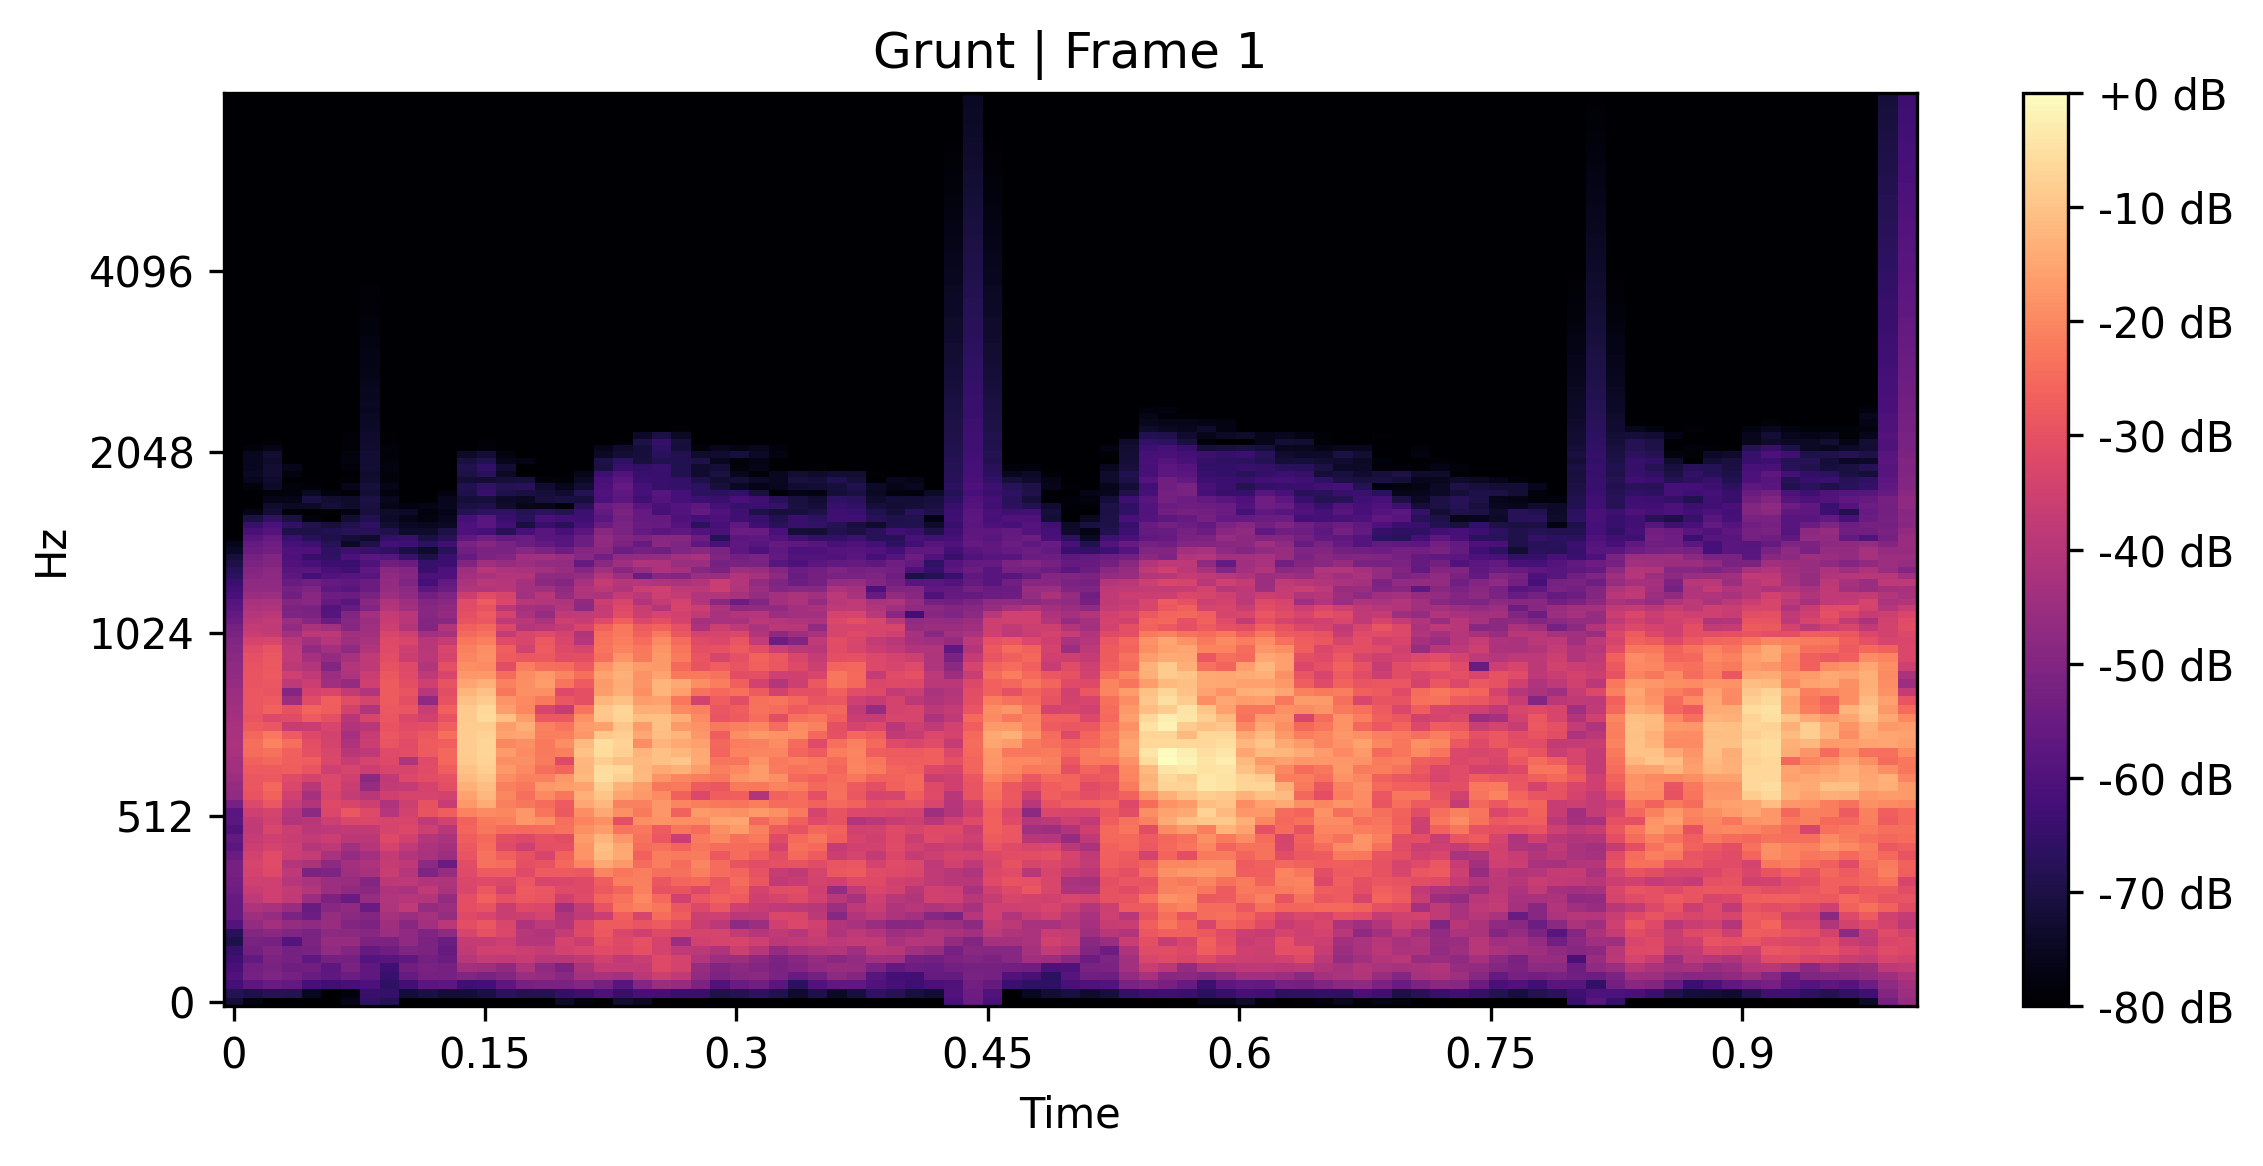 Grunt | Frame 1
+0 dB
-10 dB
-20 dB
-30 dB
-40 dB
-50 dB
-60 dB
-70 dB
-80 dB
Hz
4096
2048
1024
512
0
0 0.15 0.3 0.45 0.6 0.75 0.9
Time